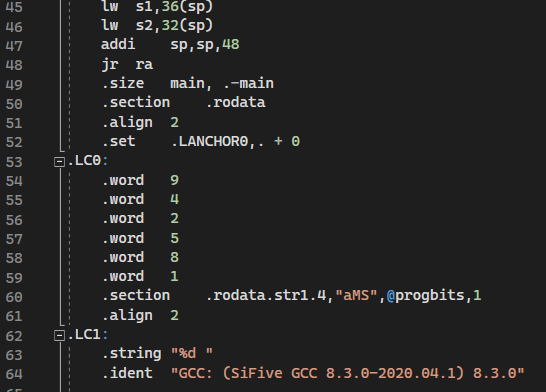 45 lw s1,36(sp)
46 lw s2,32(sp)
47 addi sp,sp,48
48 jr ra
49 .size main, .-main
50 .section .rodata
51 .align 2
52 .set .LANCHOR0,. + 0
53 .LC0:
54 .word 9
55 .word 4
56 .word 2
57 .word 5
58 .word 8
59 .word 1
60 .section .rodata.str1.4,"aMS",@progbits,1
61 .align 2
62 .LC1:
63 .string "%d "
64 .ident "GCC: (SiFive GCC 8.3.0-2020.04.1) 8.3.0"